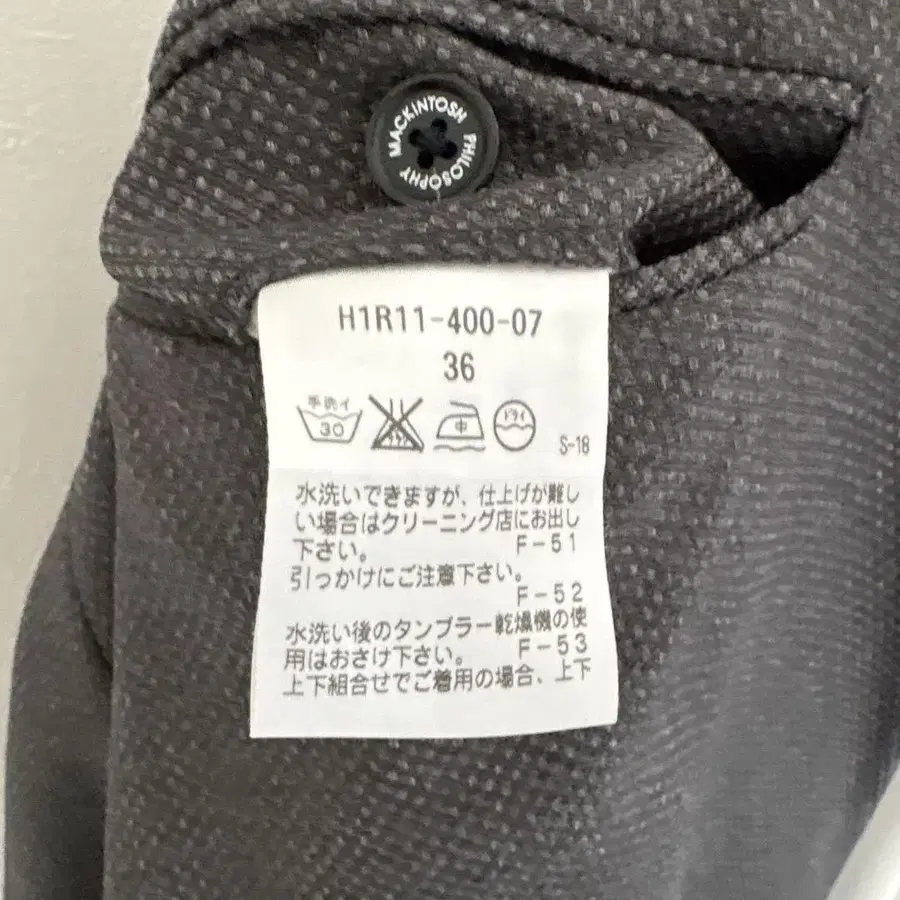 MACKINTOSH PHILOSOPHY
H1R11-400-07
36
手洗イ
30
中
ドライ
S-18
水洗いできますが、仕上げが難し
い場合はクリーニング店にお出し
下さい。 F-51
引っかけにご注意下さい。
F-52
水洗い後のタンブラー乾燥機の使
用はおさけ下さい。 F-53
上下組合せでご着用の場合、上下